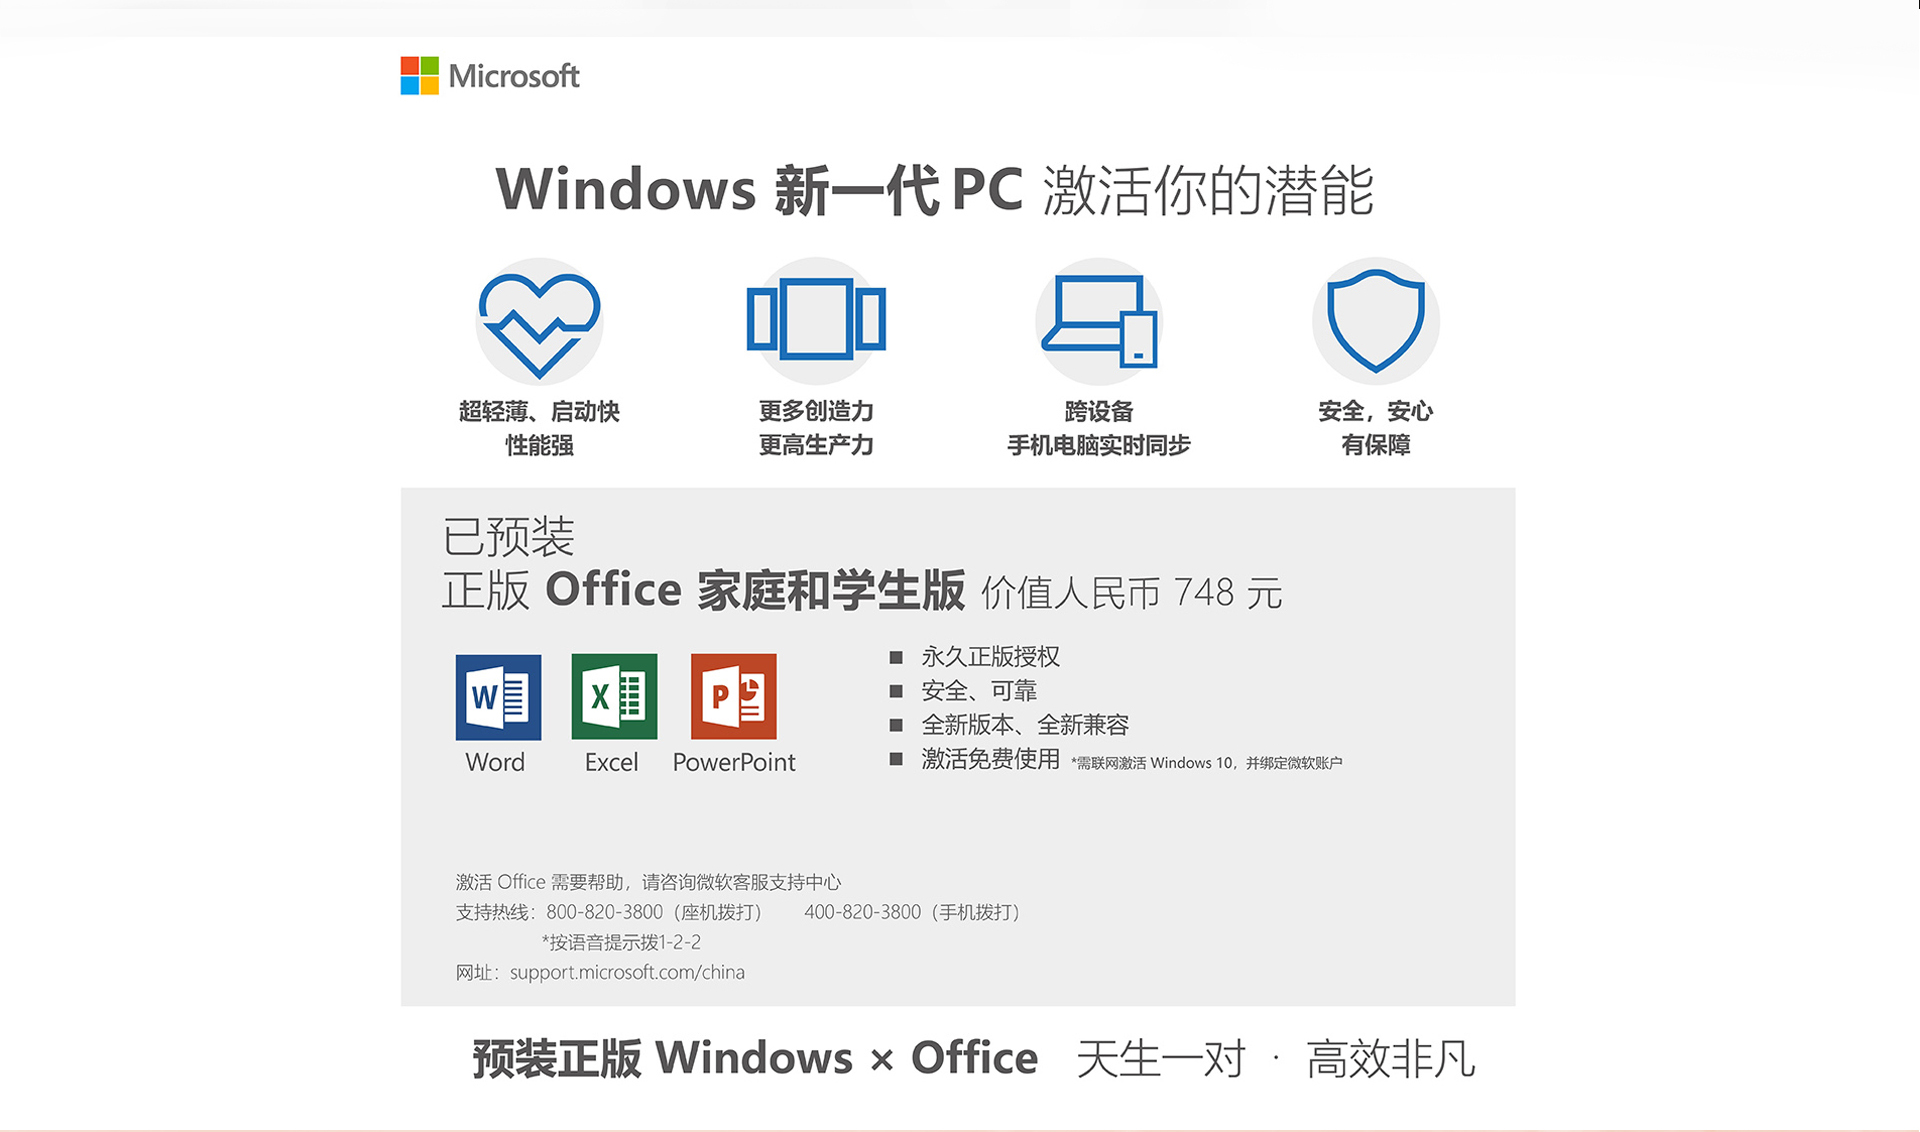 Microsoft
Windows 新一代 PC 激活你的潜能
超轻薄、启动快
性能强
更多创造力
更高生产力
跨设备
手机电脑实时同步
安全，安心
有保障
已预装
正版 Office 家庭和学生版 价值人民币 748 元
Word
Excel
PowerPoint
■ 永久正版授权
■ 安全、可靠
■ 全新版本、全新兼容
■ 激活免费使用 *需联网激活 Windows 10，并绑定微软账户
激活 Office 需要帮助，请咨询微软客服支持中心
支持热线：800-820-3800（座机拨打） 400-820-3800（手机拨打）
*按语音提示拨1-2-2
网址：support.microsoft.com/china
预装正版 Windows × Office 天生一对 · 高效非凡